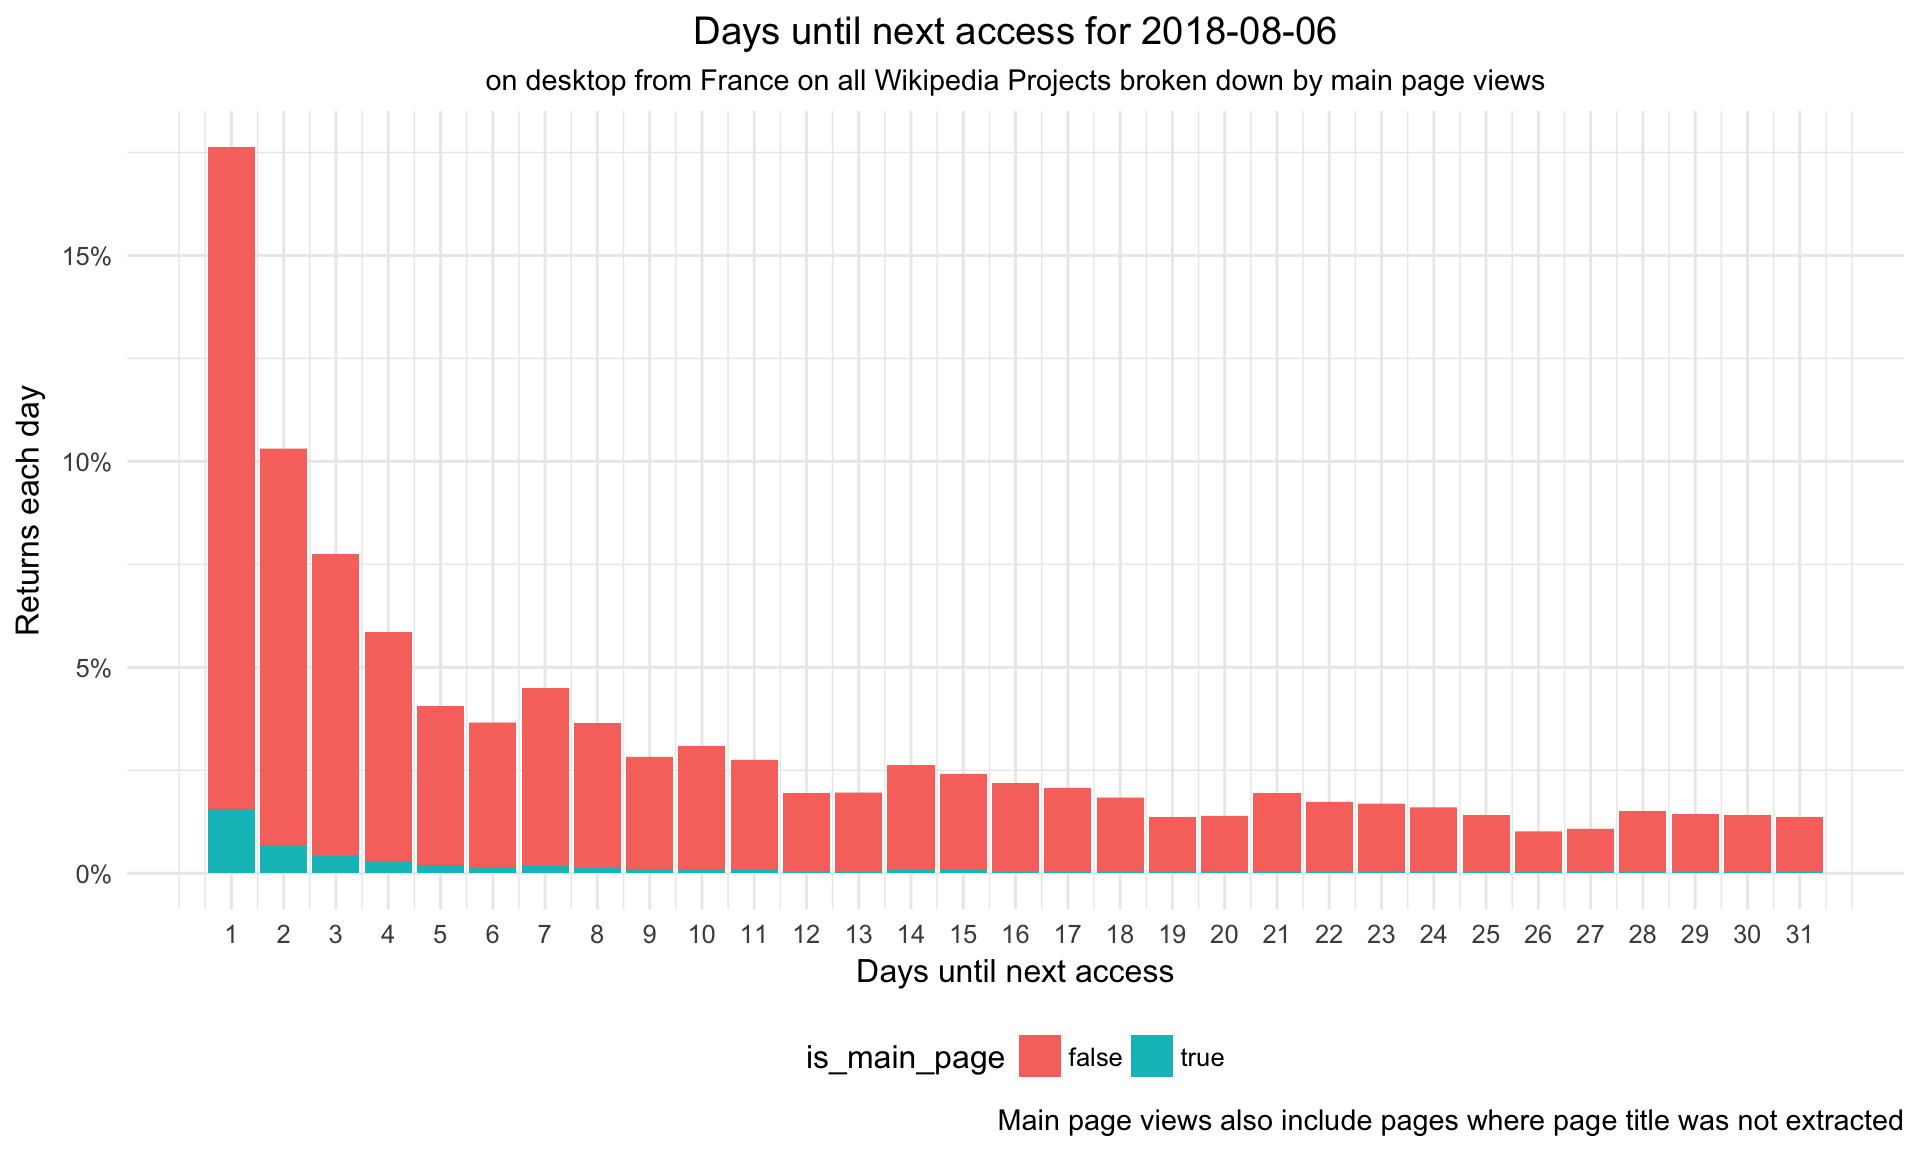 Days until next access for 2018-08-06
on desktop from France on all Wikipedia Projects broken down by main page views
Returns each day
15%
10%
5%
0%
1 2 3 4 5 6 7 8 9 10 11 12 13 14 15 16 17 18 19 20 21 22 23 24 25 26 27 28 29 30 31
Days until next access
is_main_page false true
Main page views also include pages where page title was not extracted